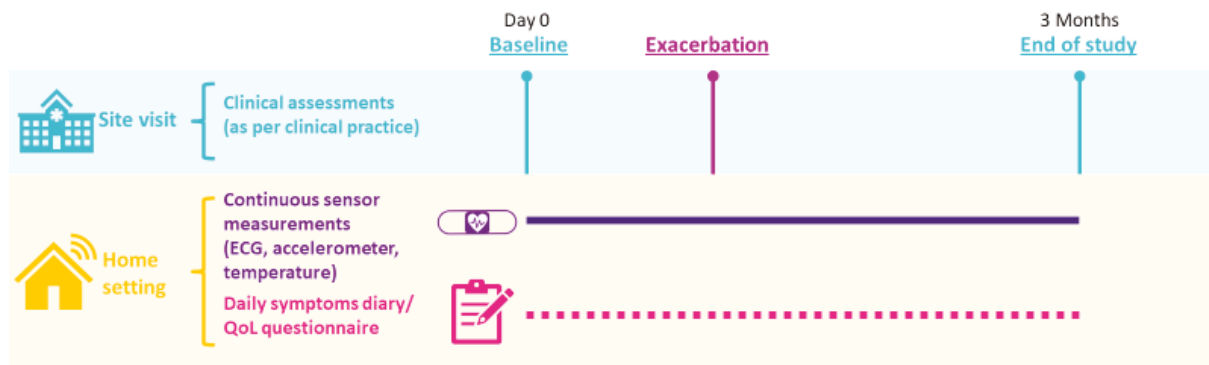 Day 0
Baseline
Exacerbation
3 Months
End of study
Site visit
Clinical assessments
(as per clinical practice)
Home
setting
Continuous sensor
measurements
(ECG, accelerometer,
temperature)
Daily symptoms diary/
QoL questionnaire